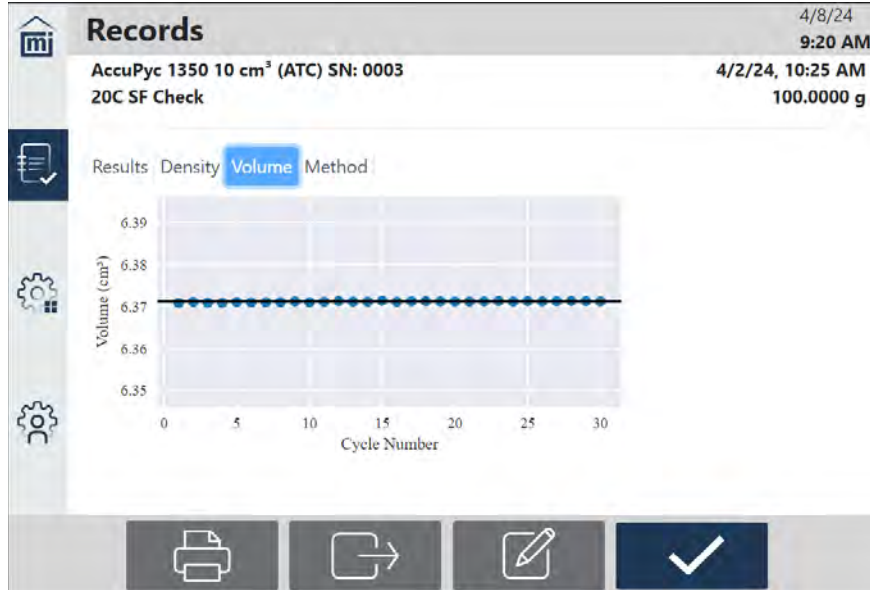 mi
Records
4/8/24
9:20 AM
AccuPyc 1350 10 cm³ (ATC) SN: 0003
4/2/24, 10:25 AM
20C SF Check
100.0000 g
Results Density Volume Method
6.39
6.38
6.37
6.36
6.35
Volume (cm³)
0 5 10 15 20 25 30
Cycle Number